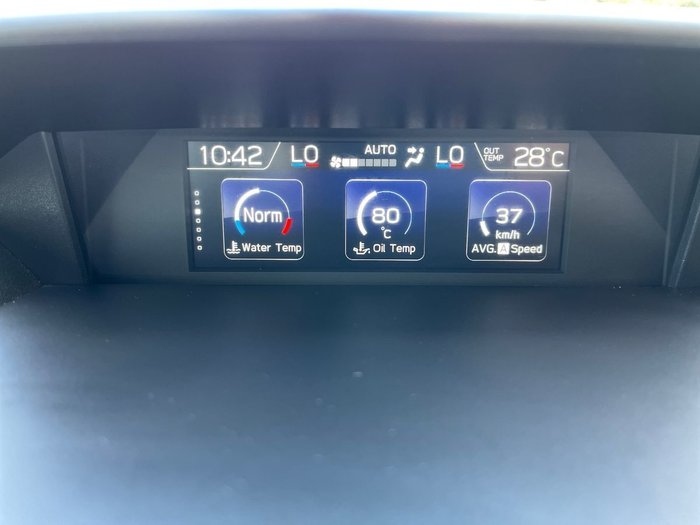 10:42 LO AUTO LO OUT TEMP 28°C
Norm 80 °C 37 km/h
Water Temp Oil Temp AVG. A Speed